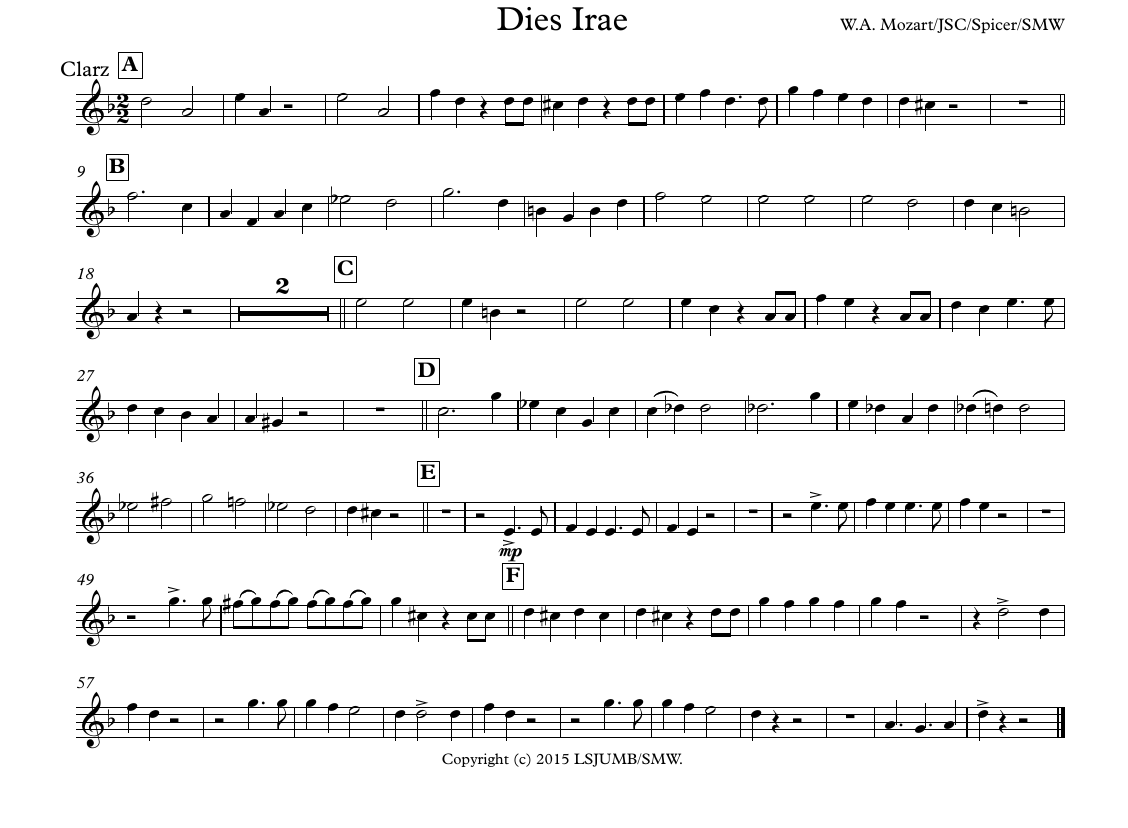 Dies Irae
W.A. Mozart/JSC/Spicer/SMW
Clarz A
2
2
9 B
18 2 C
27 D
36 E
mp
49 F
57
Copyright (c) 2015 LSJUMB/SMW.